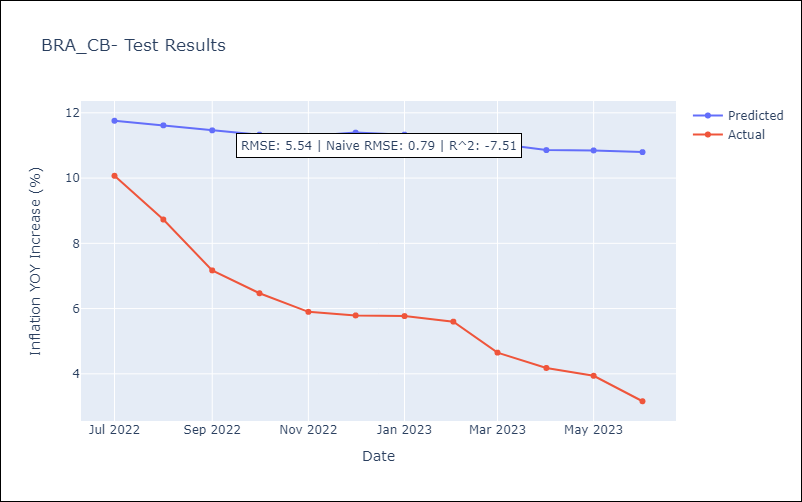 BRA_CB- Test Results
12
10
8
6
4
Inflation YOY Increase (%)
RMSE: 5.54 | Naive RMSE: 0.79 | R^2: -7.51
Predicted
Actual
Jul 2022
Sep 2022
Nov 2022
Jan 2023
Mar 2023
May 2023
Date